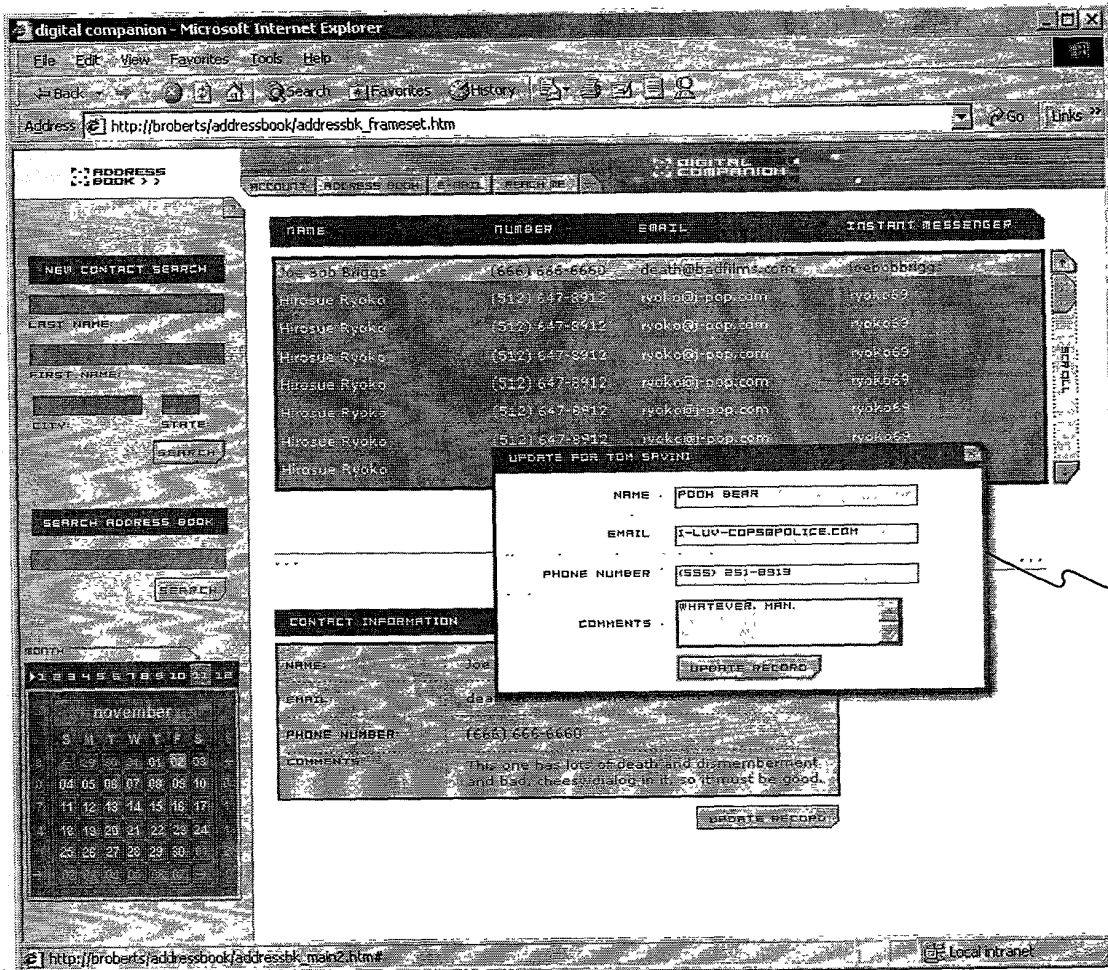 digital companion - Microsoft Internet Explorer
File Edit View Favorites Tools Help
Back Search Favorites History
Address http://broberts/addressbook/addressbk_frameset.htm Go Links »
ADDRESS BOOK >>
DIGITAL COMPANION
ACCOUNT ADDRESS BOOK E-MAIL REACH ME
NAME NUMBER EMAIL INSTANT MESSENGER
Joe Bob Briggs (666) 666-6660 death@badfilms.com Joebobbriggs
Hirosue Ryoko (512) 647-8912 ryoko@j-pop.com ryoko69
Hirosue Ryoko (512) 647-8912 ryoko@j-pop.com ryoko69
Hirosue Ryoko (512) 647-8912 ryoko@j-pop.com ryoko69
Hirosue Ryoko (512) 647-8912 ryoko@j-pop.com ryoko69
Hirosue Ryoko (512) 647-8912 ryoko@j-pop.com ryoko69
Hirosue Ryoko (512) 647-8912 ryoko@j-pop.com ryoko69
Hirosue Ryoko
SCROLL
NEW CONTACT SEARCH
LAST NAME
FIRST NAME
CITY STATE
SEARCH
SEARCH ADDRESS BOOK
SEARCH
UPDATE FOR TOM SAVINI
NAME POOH BEAR
EMAIL I-LUV-COPS@POLICE.COM
PHONE NUMBER (555) 251-8919
COMMENTS WHATEVER, MAN.
UPDATE RECORD
CONTACT INFORMATION
NAME: Joe
EMAIL: dea
PHONE NUMBER (666) 666-6660
COMMENTS: This one has lots of death and dismemberment
and bad, cheesy dialog in it, so it must be good.
UPDATE RECORD
MONTH
1 2 3 4 5 6 7 8 9 10 11 12
november
S M T W T F S
01 02 03
04 05 06 07 08 09 10
11 12 13 14 15 16 17
18 19 20 21 22 23 24
25 26 27 28 29 30
http://broberts/addressbook/addressbk_main2.htm# Local intranet